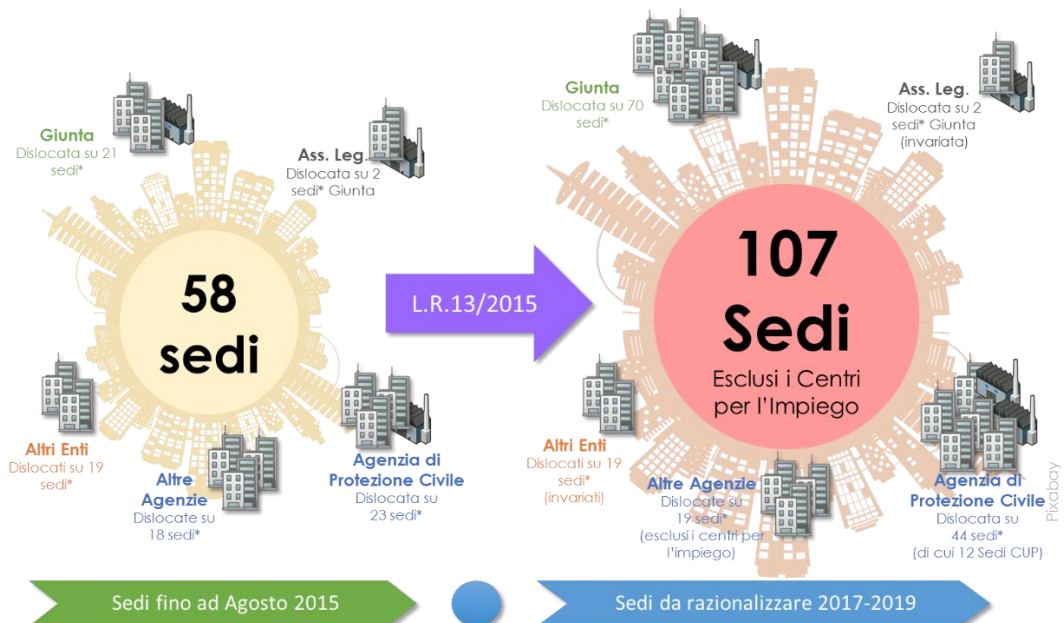 Giunta
Dislocata su 21
sedi*
Ass. Leg.
Dislocata su 2
sedi* Giunta
58
sedi
Altri Enti
Dislocati su 19
sedi*
Altre
Agenzie
Dislocate su
18 sedi*
Agenzia di
Protezione Civile
Dislocata su
23 sedi*
L.R.13/2015
Giunta
Dislocata su 70
sedi*
Ass. Leg.
Dislocata su 2
sedi* Giunta
(invariata)
107
Sedi
Esclusi i Centri
per l'Impiego
Altri Enti
Dislocati su 19
sedi*
(invariati)
Altre Agenzie
Dislocate su
19 sedi*
(esclusi i centri per
l'impiego)
Agenzia di
Protezione Civile
Dislocata su
44 sedi*
(di cui 12 Sedi CUP)
Pixabay
Sedi fino ad Agosto 2015
Sedi da razionalizzare 2017-2019